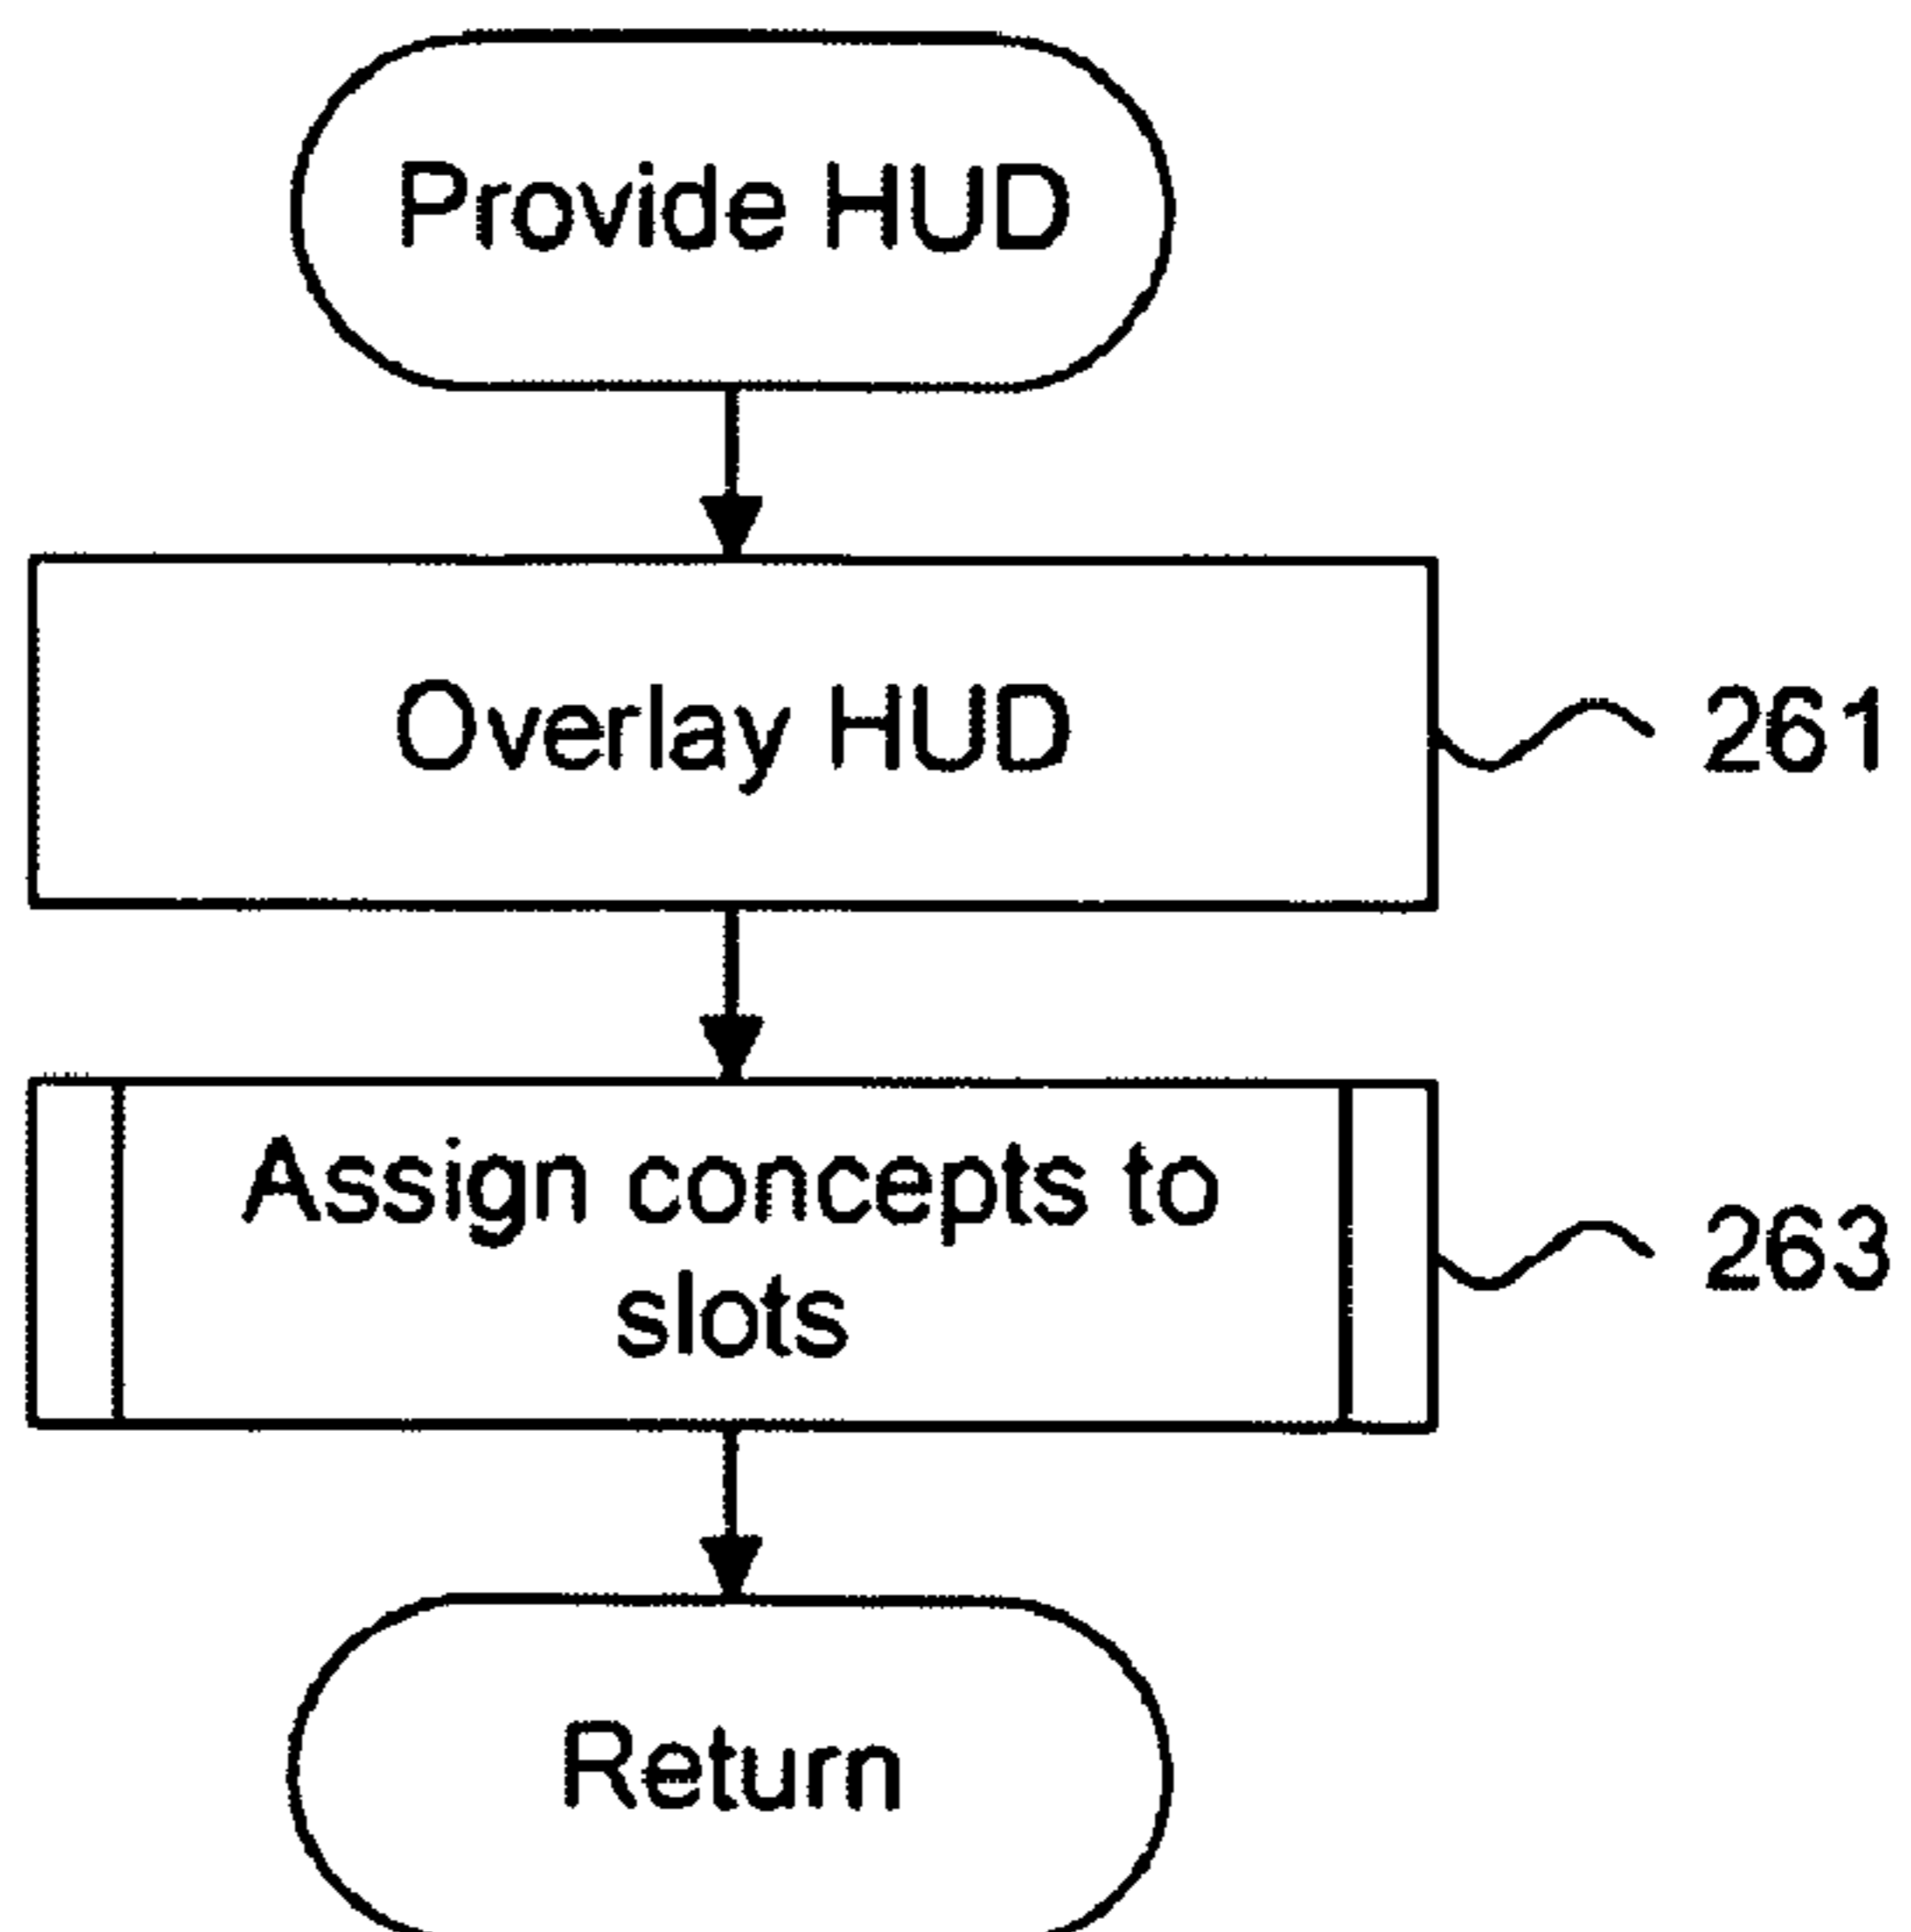 Provide HUD
Overlay HUD
261
Assign concepts to
slots
263
Return